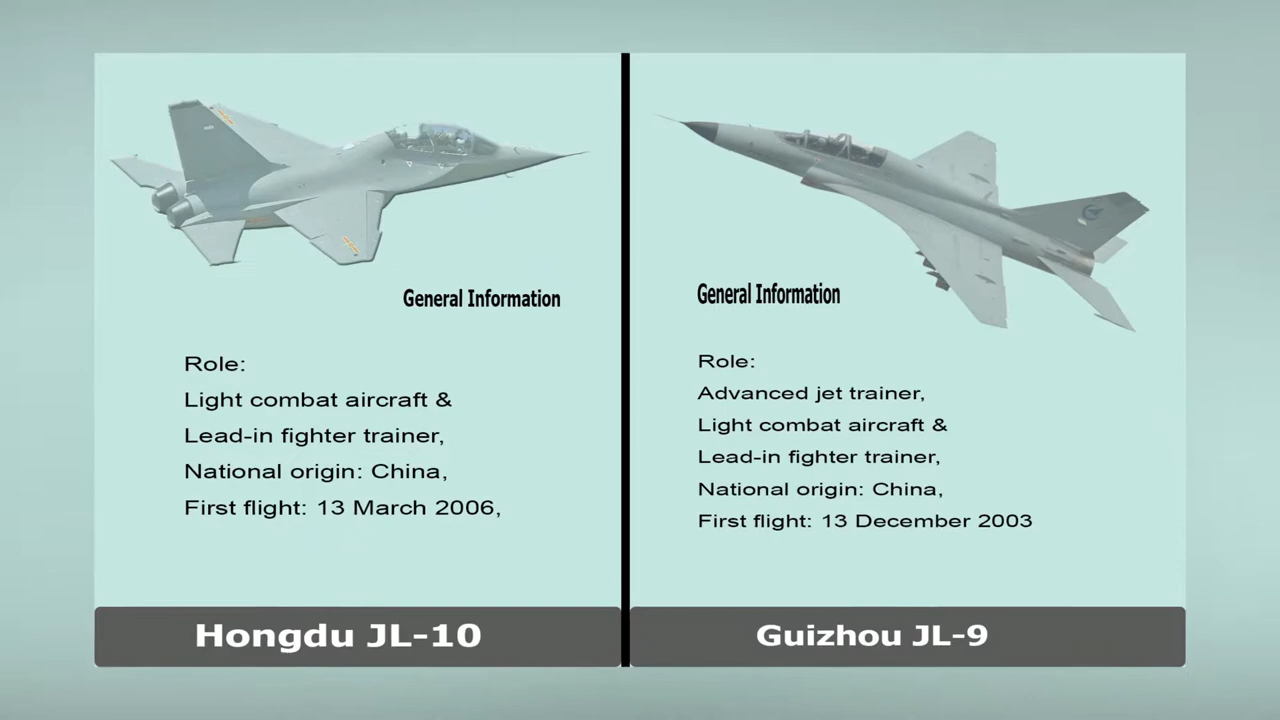 General Information
Role:
Light combat aircraft &
Lead-in fighter trainer,
National origin: China,
First flight: 13 March 2006,
Hongdu JL-10
General Information
Role:
Advanced jet trainer,
Light combat aircraft &
Lead-in fighter trainer,
National origin: China,
First flight: 13 December 2003
Guizhou JL-9